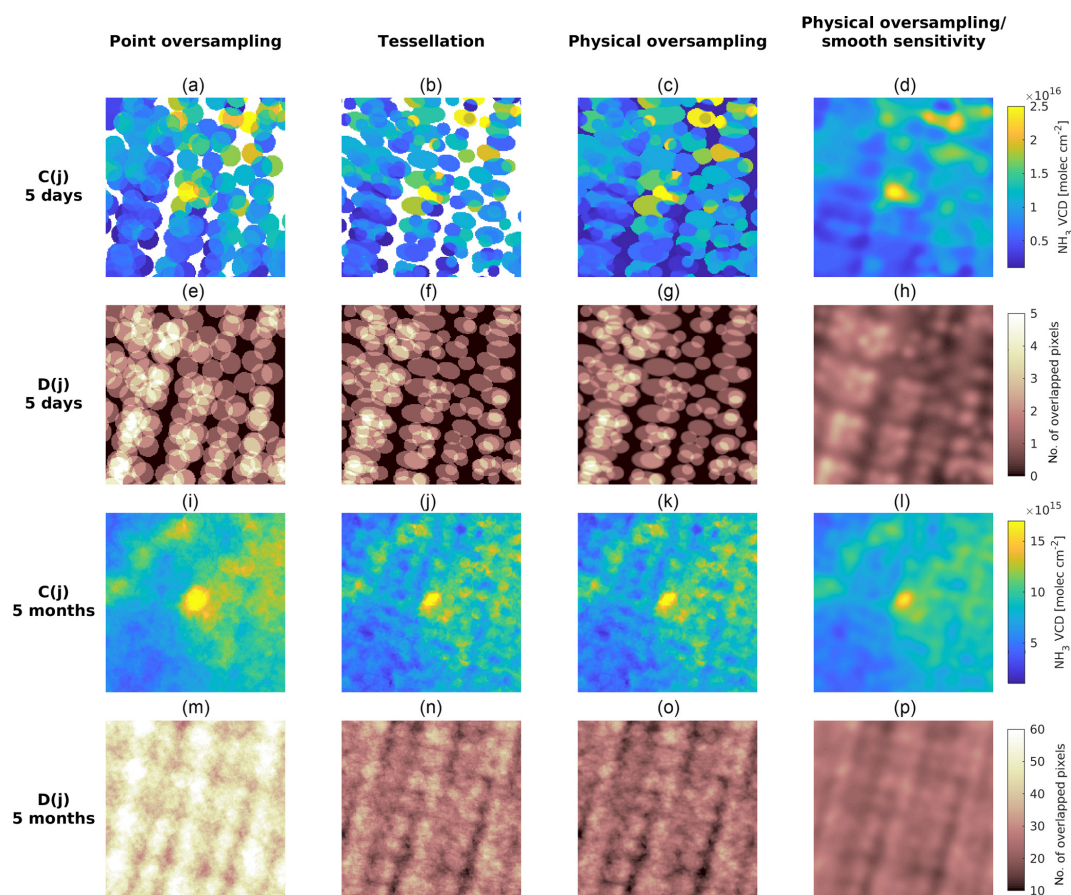 Point oversampling
Tessellation
Physical oversampling
Physical oversampling/
smooth sensitivity
(a)
(b)
(c)
(d)
C(j)
5 days
×10¹⁶
2.5
2
1.5
1
0.5
NH₃ VCD [molec cm⁻²]
(e)
(f)
(g)
(h)
D(j)
5 days
5
4
3
2
1
0
No. of overlapped pixels
(i)
(j)
(k)
(l)
C(j)
5 months
×10¹⁵
15
10
5
NH₃ VCD [molec cm⁻²]
(m)
(n)
(o)
(p)
D(j)
5 months
60
50
40
30
20
10
No. of overlapped pixels